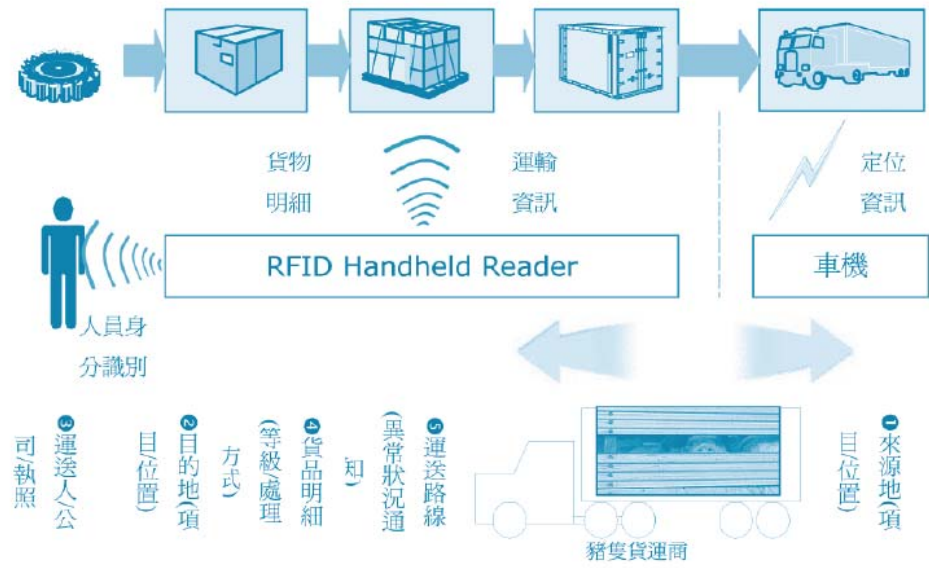 貨物
明細
運輸
資訊
定位
資訊
RFID Handheld Reader
車機
人員身
分識別
❶來源地(項
目/位置)
❺運送路線
(異常狀況通
知)
❹貨品明細
(等級/處理
方式)
❷目的地(項
目/位置)
❸運送人/公
司/執照
豬隻貨運商